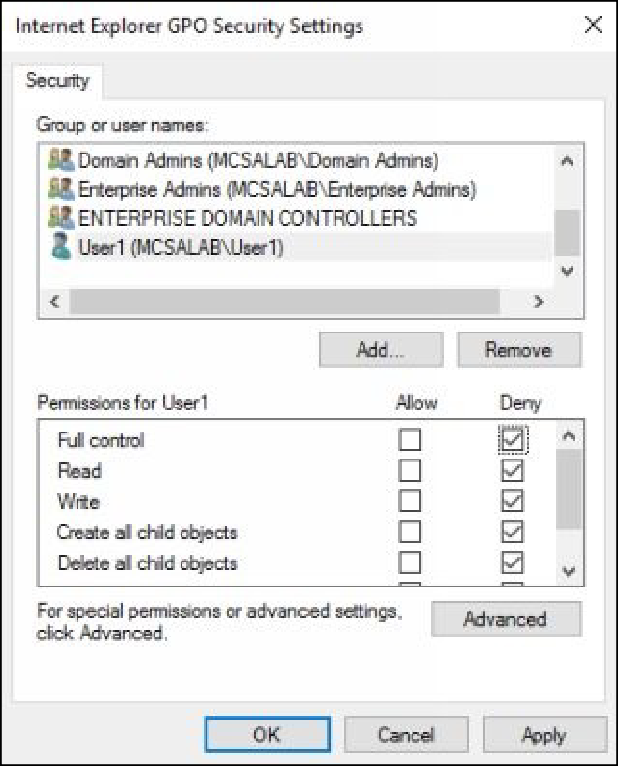 Internet Explorer GPO Security Settings
Security
Group or user names:
Domain Admins (MCSALAB\Domain Admins)
Enterprise Admins (MCSALAB\Enterprise Admins)
ENTERPRISE DOMAIN CONTROLLERS
User1 (MCSALAB\User1)
Add... Remove
Permissions for User1 Allow Deny
Full control
Read
Write
Create all child objects
Delete all child objects
For special permissions or advanced settings,
click Advanced.
Advanced
OK Cancel Apply